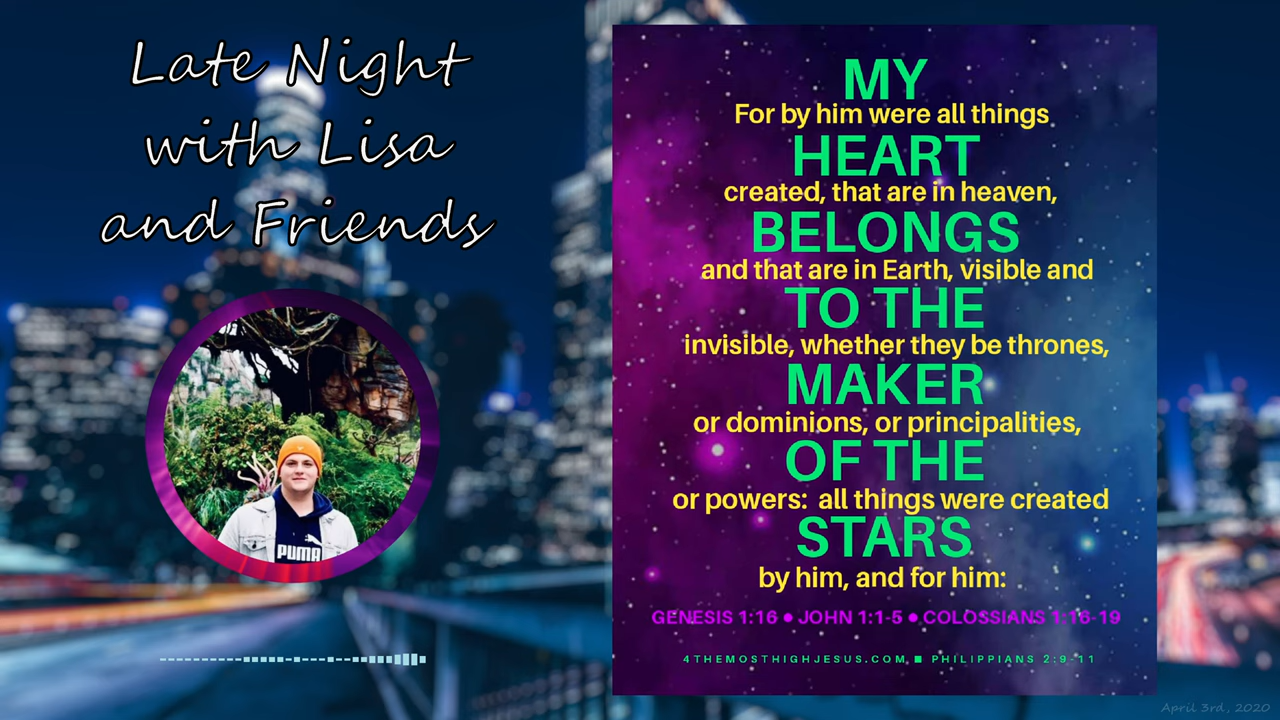 Late Night
with Lisa
and Friends
PUMA
MY
For by him were all things
HEART
created, that are in heaven,
BELONGS
and that are in Earth, visible and
TO THE
invisible, whether they be thrones,
MAKER
or dominions, or principalities,
OF THE
or powers: all things were created
STARS
by him, and for him:
GENESIS 1:16 ● JOHN 1:1-5 ● COLOSSIANS 1:16-19
4THEMOSTHIGHJESUS.COM ■ PHILIPPIANS 2:9-11
April 3rd, 2020